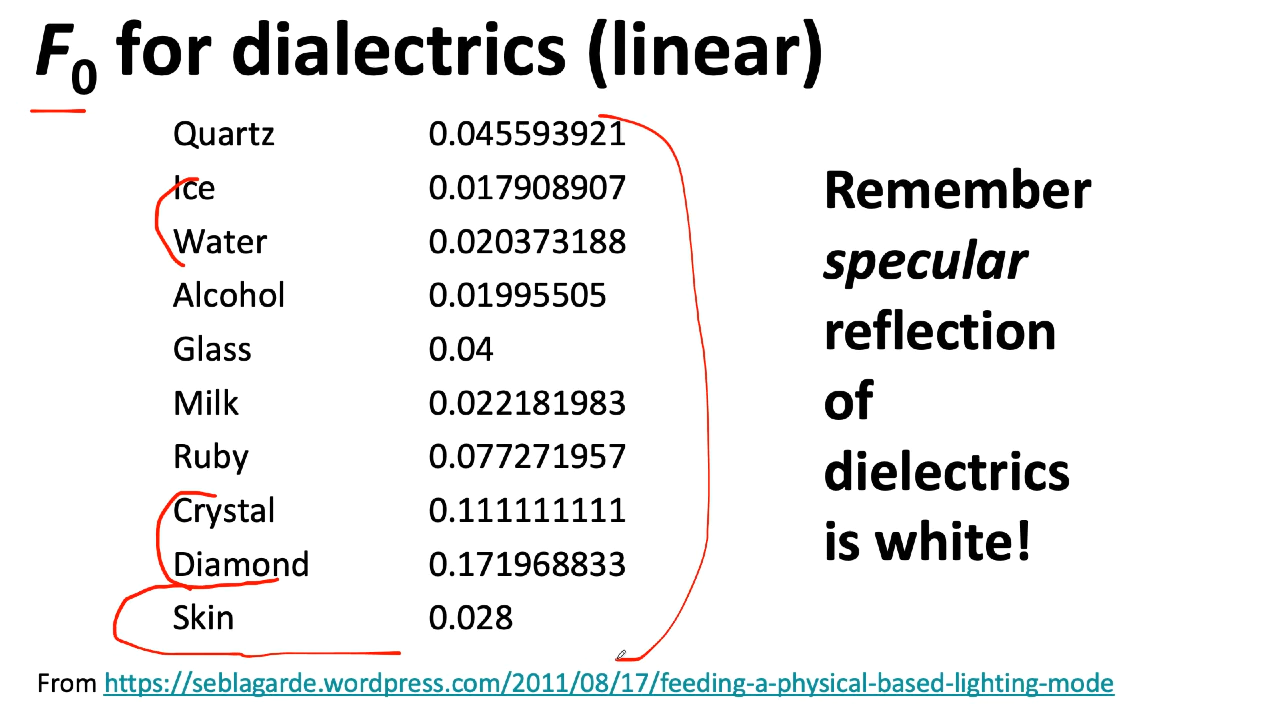 F0 for dialectrics (linear)
Quartz 0.045593921
Ice 0.017908907
Water 0.020373188
Alcohol 0.01995505
Glass 0.04
Milk 0.022181983
Ruby 0.077271957
Crystal 0.111111111
Diamond 0.171968833
Skin 0.028
Remember
specular
reflection
of
dielectrics
is white!
From https://seblagarde.wordpress.com/2011/08/17/feeding-a-physical-based-lighting-mode